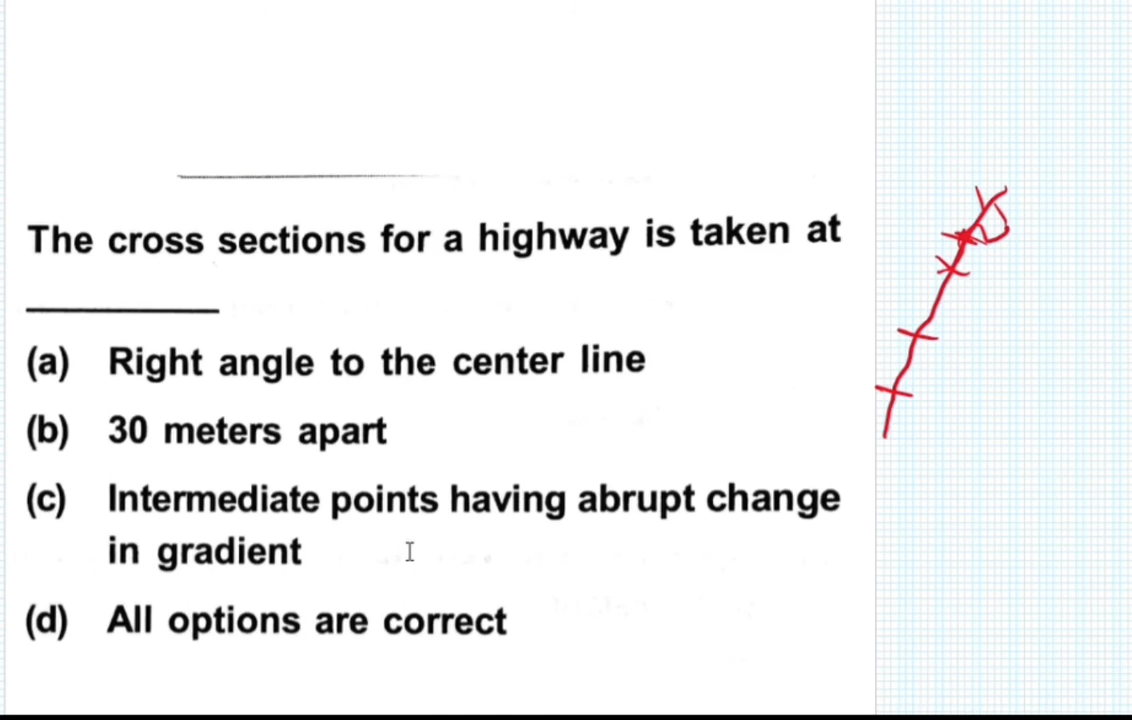 The cross sections for a highway is taken at
(a) Right angle to the center line
(b) 30 meters apart
(c) Intermediate points having abrupt change
in gradient
(d) All options are correct